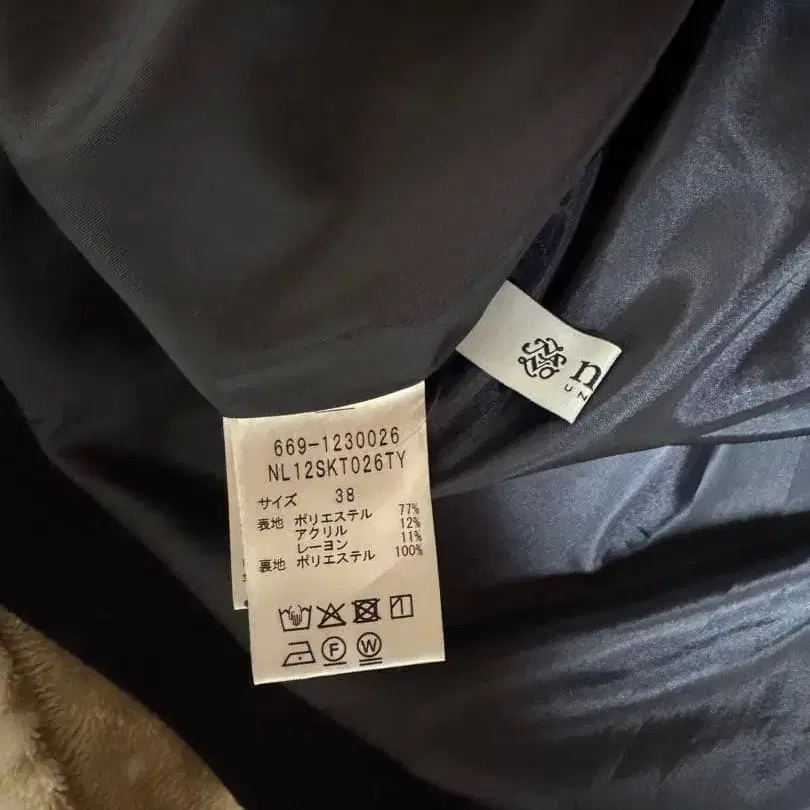 n
669-1230026
NL12SKT026TY
サイズ 38
表地 ポリエステル 77%
アクリル 12%
レーヨン 11%
裏地 ポリエステル 100%
F W